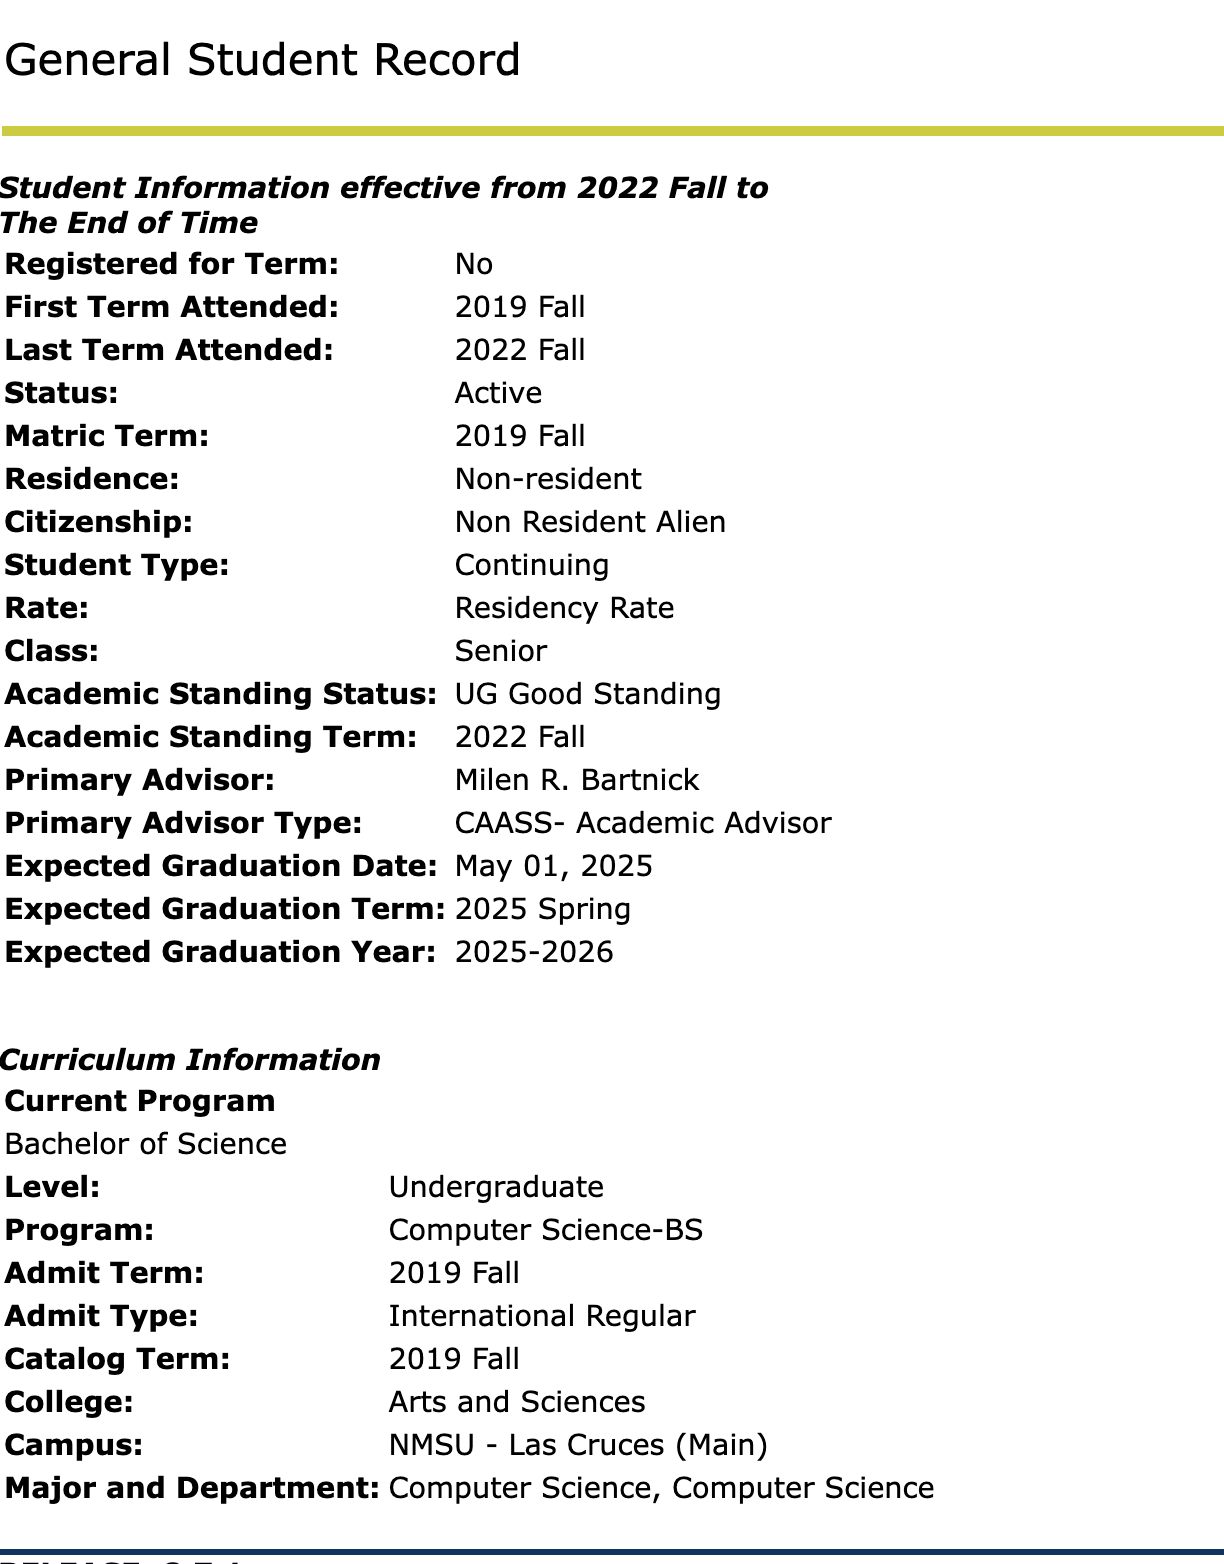 General Student Record
Student Information effective from 2022 Fall to
The End of Time
Registered for Term: No
First Term Attended: 2019 Fall
Last Term Attended: 2022 Fall
Status: Active
Matric Term: 2019 Fall
Residence: Non-resident
Citizenship: Non Resident Alien
Student Type: Continuing
Rate: Residency Rate
Class: Senior
Academic Standing Status: UG Good Standing
Academic Standing Term: 2022 Fall
Primary Advisor: Milen R. Bartnick
Primary Advisor Type: CAASS- Academic Advisor
Expected Graduation Date: May 01, 2025
Expected Graduation Term: 2025 Spring
Expected Graduation Year: 2025-2026
Curriculum Information
Current Program
Bachelor of Science
Level: Undergraduate
Program: Computer Science-BS
Admit Term: 2019 Fall
Admit Type: International Regular
Catalog Term: 2019 Fall
College: Arts and Sciences
Campus: NMSU - Las Cruces (Main)
Major and Department: Computer Science, Computer Science